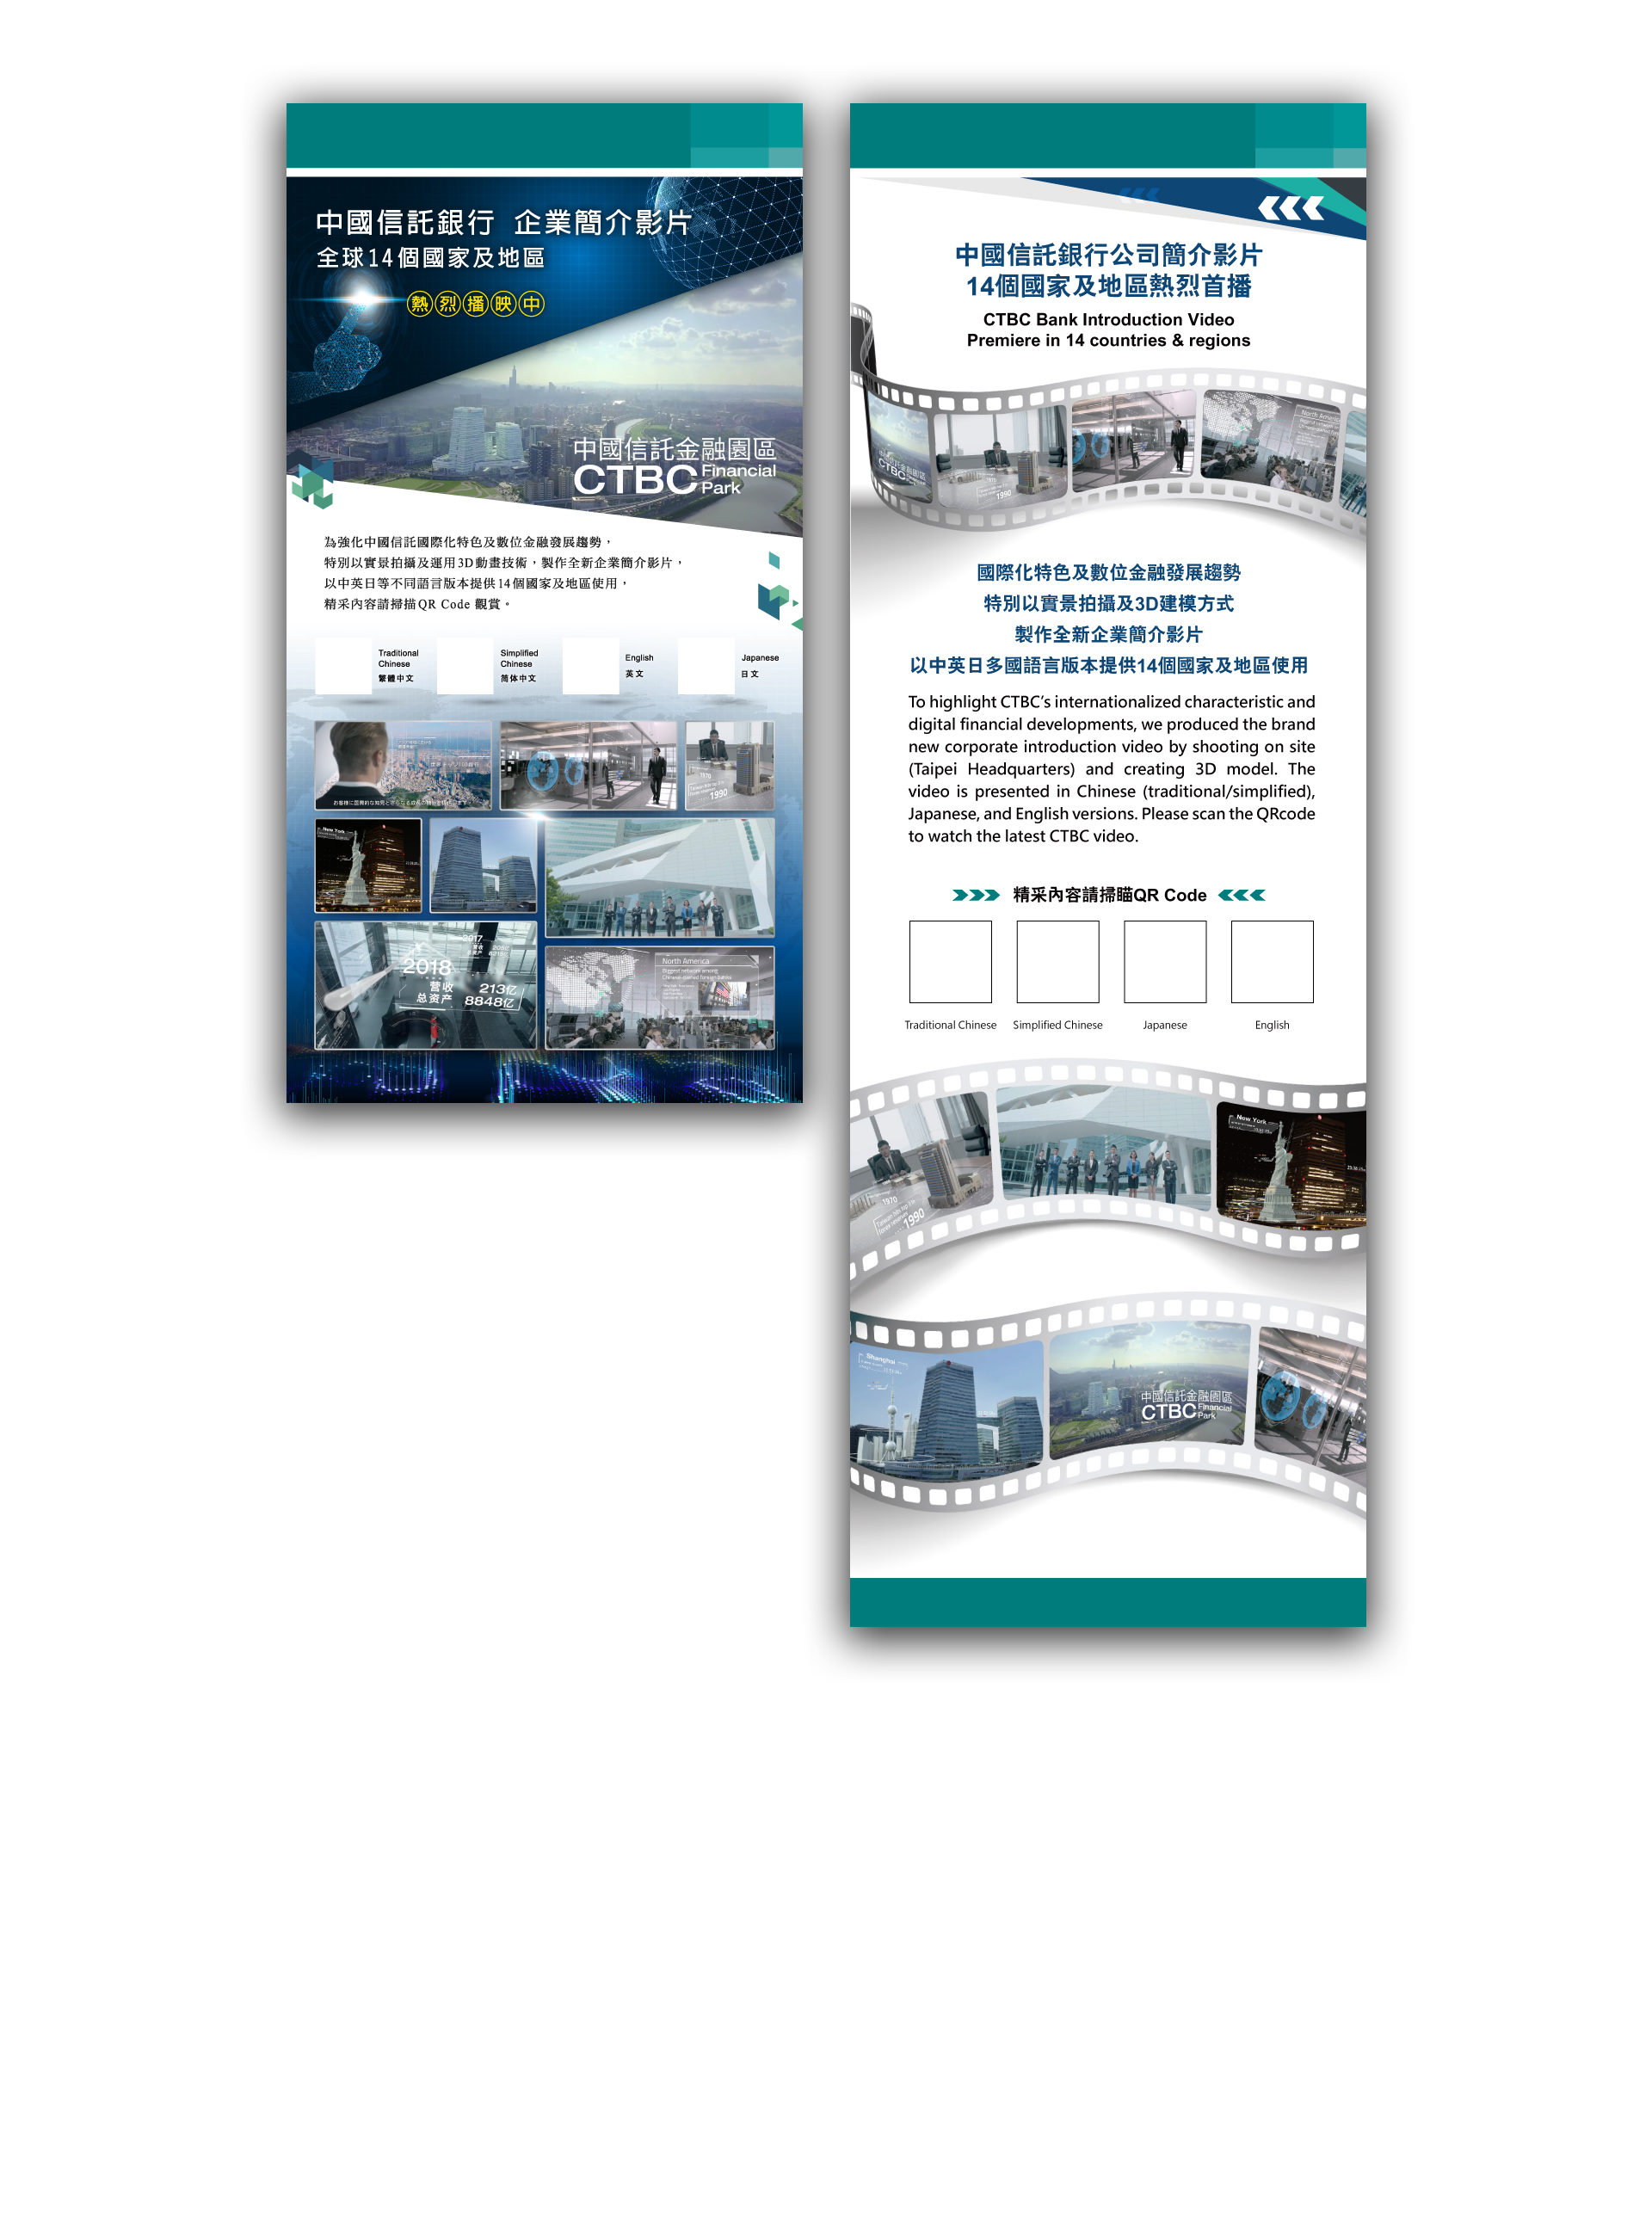 中國信託銀行 企業簡介影片
全球14個國家及地區
熱烈播映中
中國信託金融園區
CTBC Financial Park
為強化中國信託國際化特色及數位金融發展趨勢，
特別以實景拍攝及運用3D動畫技術，製作全新企業簡介影片，
以中英日等不同語言版本提供14個國家及地區使用，
精采內容請掃描QR Code 觀賞。
Traditional
Chinese
繁體中文
Simplified
Chinese
简体中文
English
英文
Japanese
日文
1970
1990
New York
2017
2018
营收 213亿
总资产 8848亿
North America
Biggest network among
中國信託銀行公司簡介影片
14個國家及地區熱烈首播
CTBC Bank Introduction Video
Premiere in 14 countries & regions
中國信託金融園區
CTBC
1990
North America
國際化特色及數位金融發展趨勢
特別以實景拍攝及3D建模方式
製作全新企業簡介影片
以中英日多國語言版本提供14個國家及地區使用
To highlight CTBC’s internationalized characteristic and
digital financial developments, we produced the brand
new corporate introduction video by shooting on site
(Taipei Headquarters) and creating 3D model. The
video is presented in Chinese (traditional/simplified),
Japanese, and English versions. Please scan the QRcode
to watch the latest CTBC video.
精采內容請掃瞄QR Code
Traditional Chinese
Simplified Chinese
Japanese
English
1970
1990
New York
Shanghai
中國信託金融園區
CTBC Financial Park